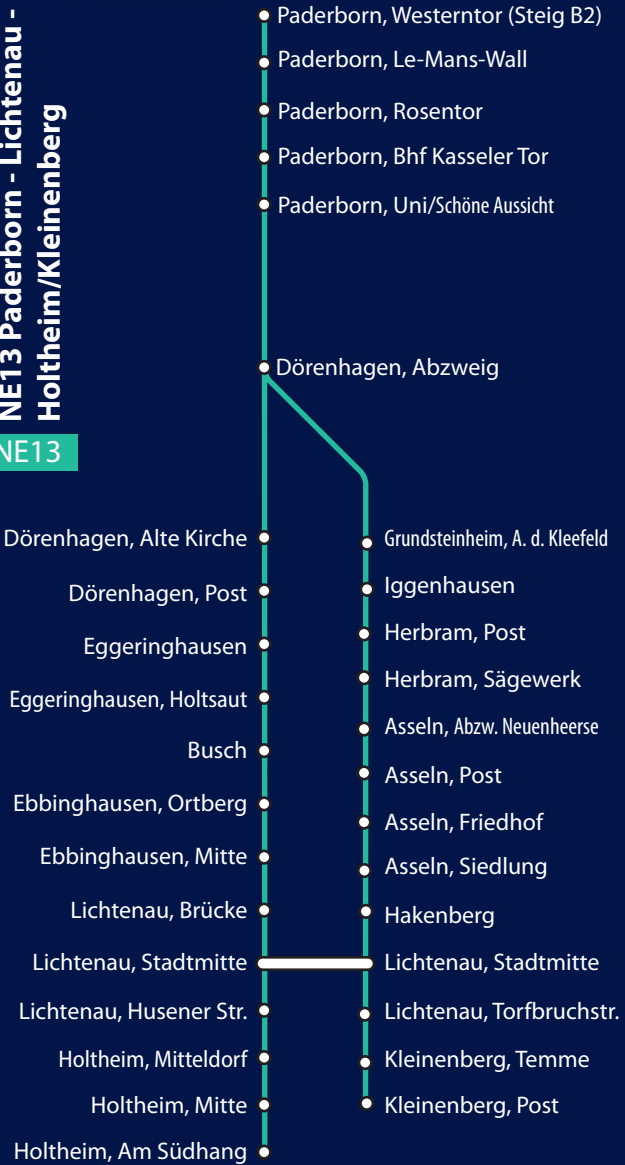 NE13 Paderborn - Lichtenau -
Holtheim/Kleinenberg
NE13
Paderborn, Westerntor (Steig B2)
Paderborn, Le-Mans-Wall
Paderborn, Rosentor
Paderborn, Bhf Kasseler Tor
Paderborn, Uni/Schöne Aussicht
Dörenhagen, Abzweig
Dörenhagen, Alte Kirche
Dörenhagen, Post
Eggeringhausen
Eggeringhausen, Holtsaut
Busch
Ebbinghausen, Ortberg
Ebbinghausen, Mitte
Lichtenau, Brücke
Lichtenau, Stadtmitte
Lichtenau, Husener Str.
Holtheim, Mitteldorf
Holtheim, Mitte
Holtheim, Am Südhang
Grundsteinheim, A. d. Kleefeld
Iggenhausen
Herbram, Post
Herbram, Sägewerk
Asseln, Abzw. Neuenheerse
Asseln, Post
Asseln, Friedhof
Asseln, Siedlung
Hakenberg
Lichtenau, Stadtmitte
Lichtenau, Torfbruchstr.
Kleinenberg, Temme
Kleinenberg, Post